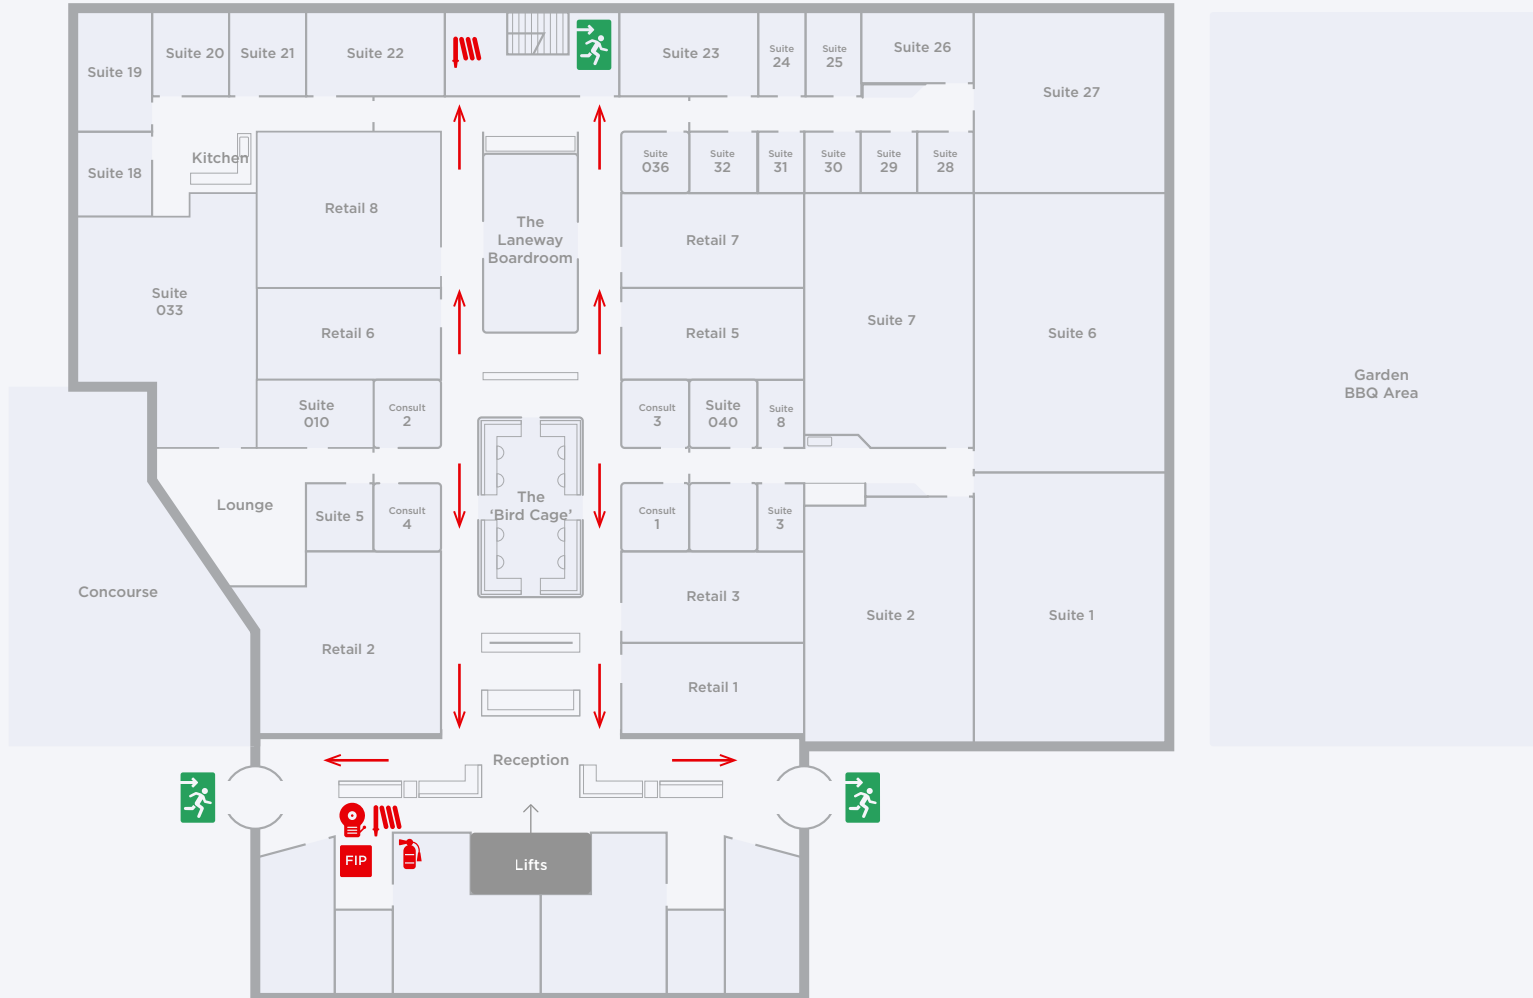 Suite 19
Suite 20
Suite 21
Suite 22
Suite 23
Suite
24
Suite
25
Suite 26
Suite 27
Suite 18
Kitchen
Retail 8
The
Laneway
Boardroom
Suite
036
Suite
32
Suite
31
Suite
30
Suite
29
Suite
28
Retail 7
Suite
033
Retail 6
Retail 5
Suite 7
Suite 6
Garden
BBQ Area
Suite
010
Consult
2
Consult
3
Suite
040
Suite
8
Lounge
Suite 5
Consult
4
The
‘Bird Cage’
Consult
1
Suite
3
Concourse
Retail 2
Retail 3
Suite 2
Suite 1
Retail 1
Reception
FIP
Lifts